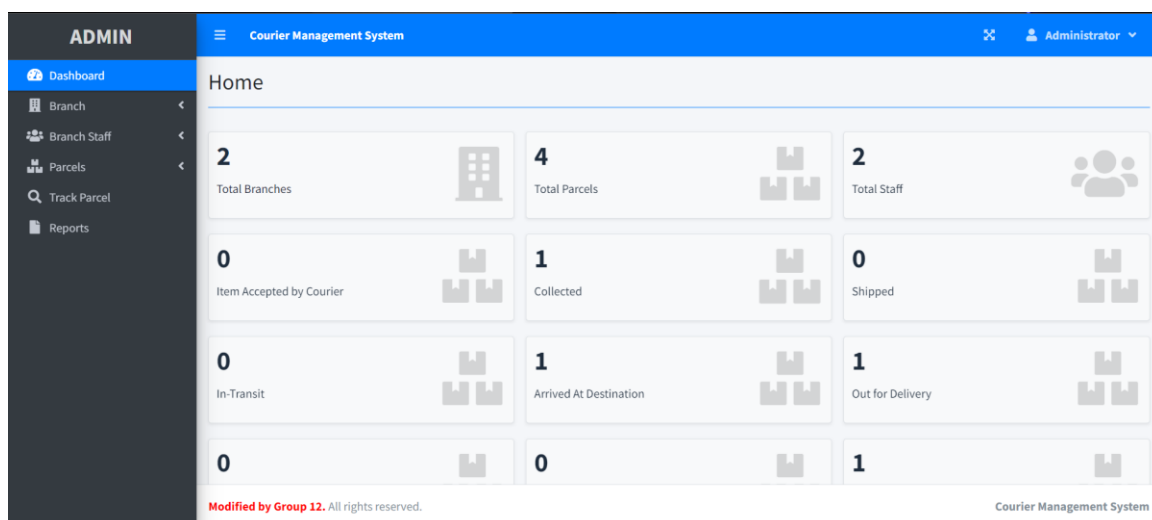 ADMIN
Courier Management System
Administrator
Dashboard
Branch
Branch Staff
Parcels
Track Parcel
Reports
Home
2
Total Branches
4
Total Parcels
2
Total Staff
0
Item Accepted by Courier
1
Collected
0
Shipped
0
In-Transit
1
Arrived At Destination
1
Out for Delivery
0
0
1
Modified by Group 12. All rights reserved.
Courier Management System